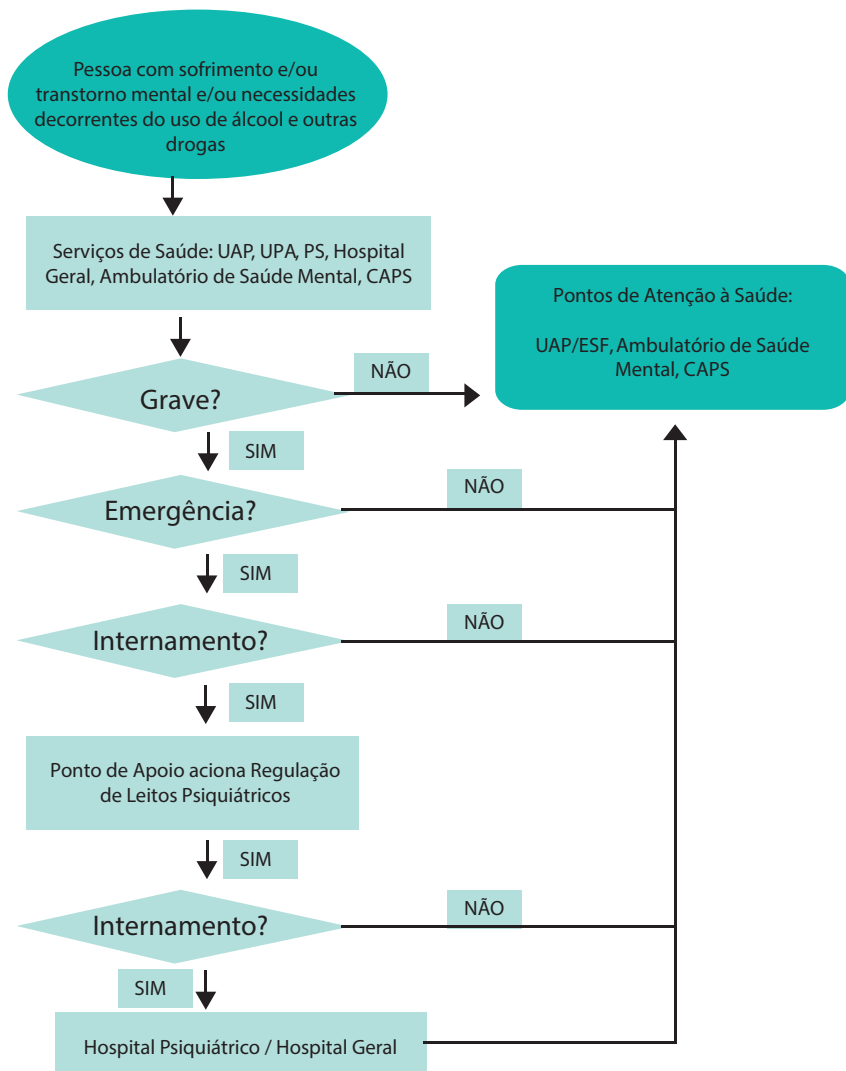 Pessoa com sofrimento e/ou
transtorno mental e/ou necessidades
decorrentes do uso de álcool e outras
drogas
Serviços de Saúde: UAP, UPA, PS, Hospital
Geral, Ambulatório de Saúde Mental, CAPS
Pontos de Atenção à Saúde:
UAP/ESF, Ambulatório de Saúde
Mental, CAPS
Grave?
NÃO
SIM
Emergência?
NÃO
SIM
Internamento?
NÃO
SIM
Ponto de Apoio aciona Regulação
de Leitos Psiquiátricos
SIM
Internamento?
NÃO
SIM
Hospital Psiquiátrico / Hospital Geral